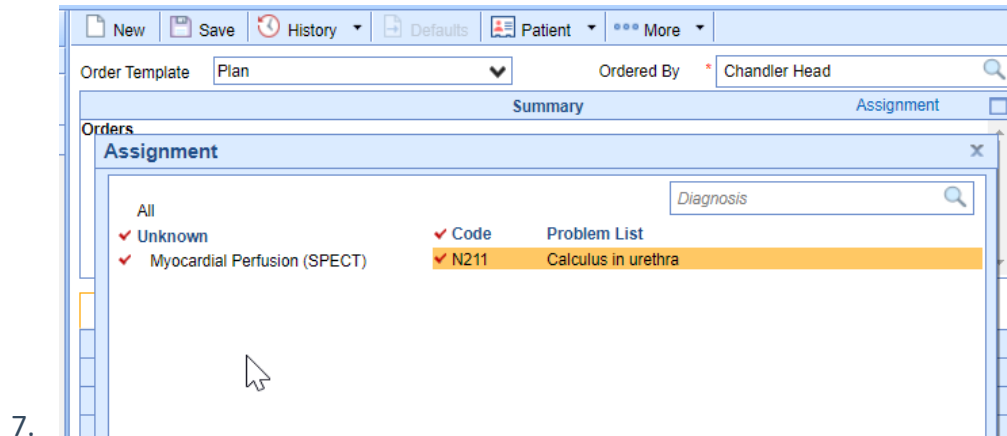 New Save History Defaults Patient More
Order Template Plan Ordered By * Chandler Head
Summary Assignment
Orders
Assignment
Diagnosis
All
Unknown Code Problem List
Myocardial Perfusion (SPECT) N211 Calculus in urethra
7.